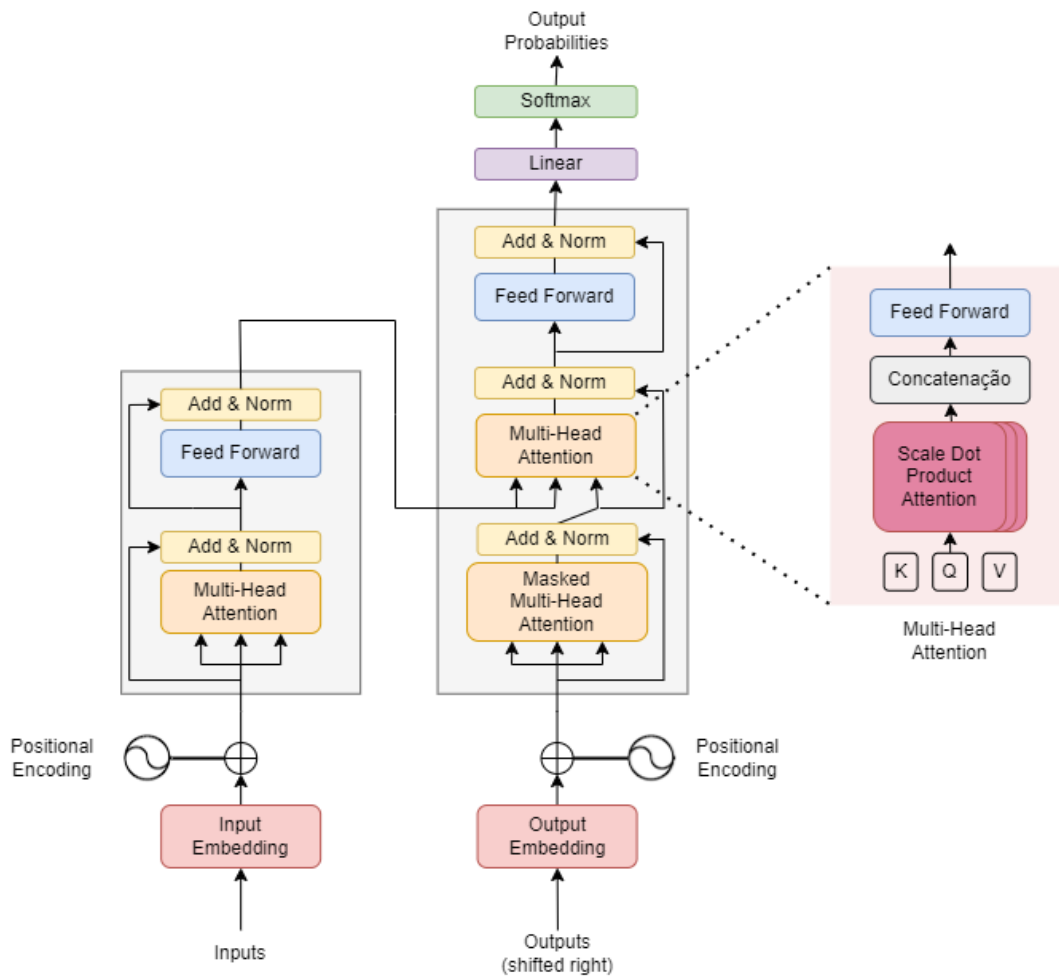 Output
Probabilities
Softmax
Linear
Add & Norm
Feed Forward
Add & Norm
Multi-Head
Attention
Add & Norm
Masked
Multi-Head
Attention
Add & Norm
Feed Forward
Add & Norm
Multi-Head
Attention
Positional
Encoding
Positional
Encoding
Input
Embedding
Output
Embedding
Inputs
Outputs
(shifted right)
Feed Forward
Concatenação
Scale Dot
Product
Attention
K
Q
V
Multi-Head
Attention